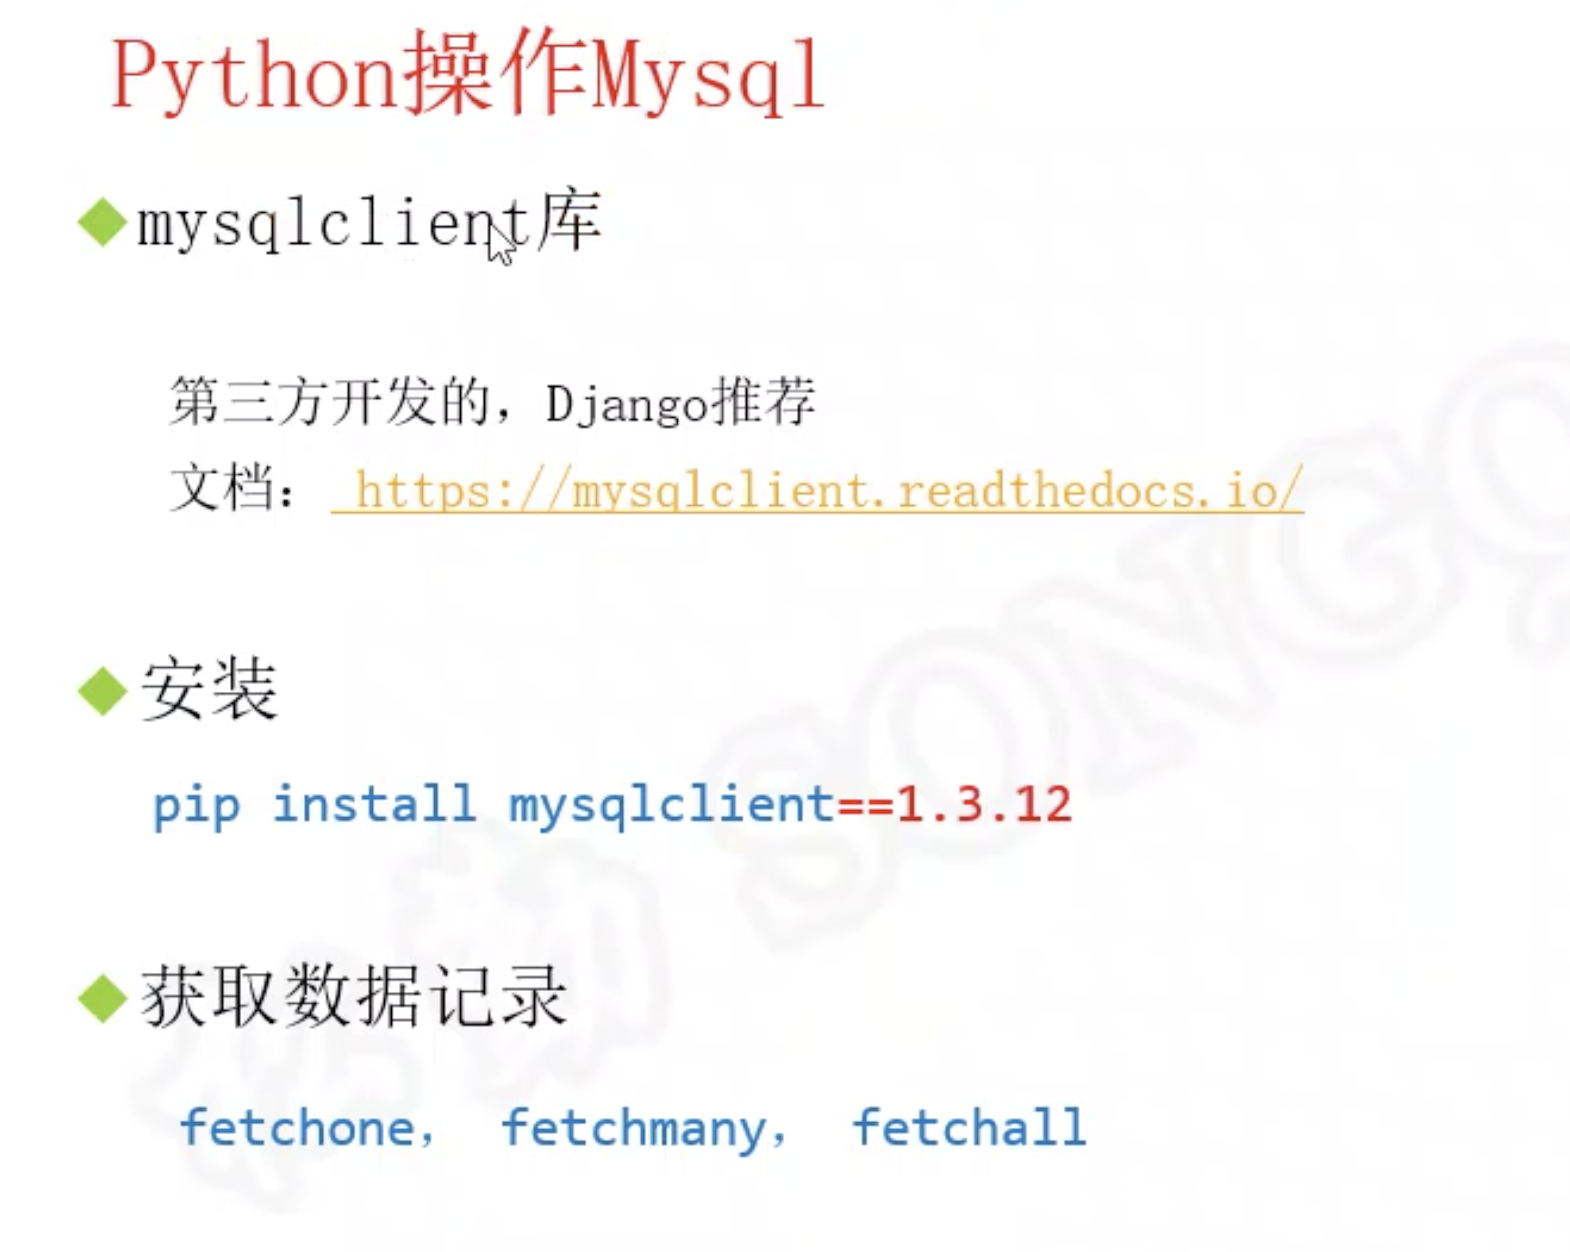 Python操作Mysql
mysqlclient库
第三方开发的，Django推荐
文档： https://mysqlclient.readthedocs.io/
安装
pip install mysqlclient==1.3.12
获取数据记录
fetchone， fetchmany， fetchall